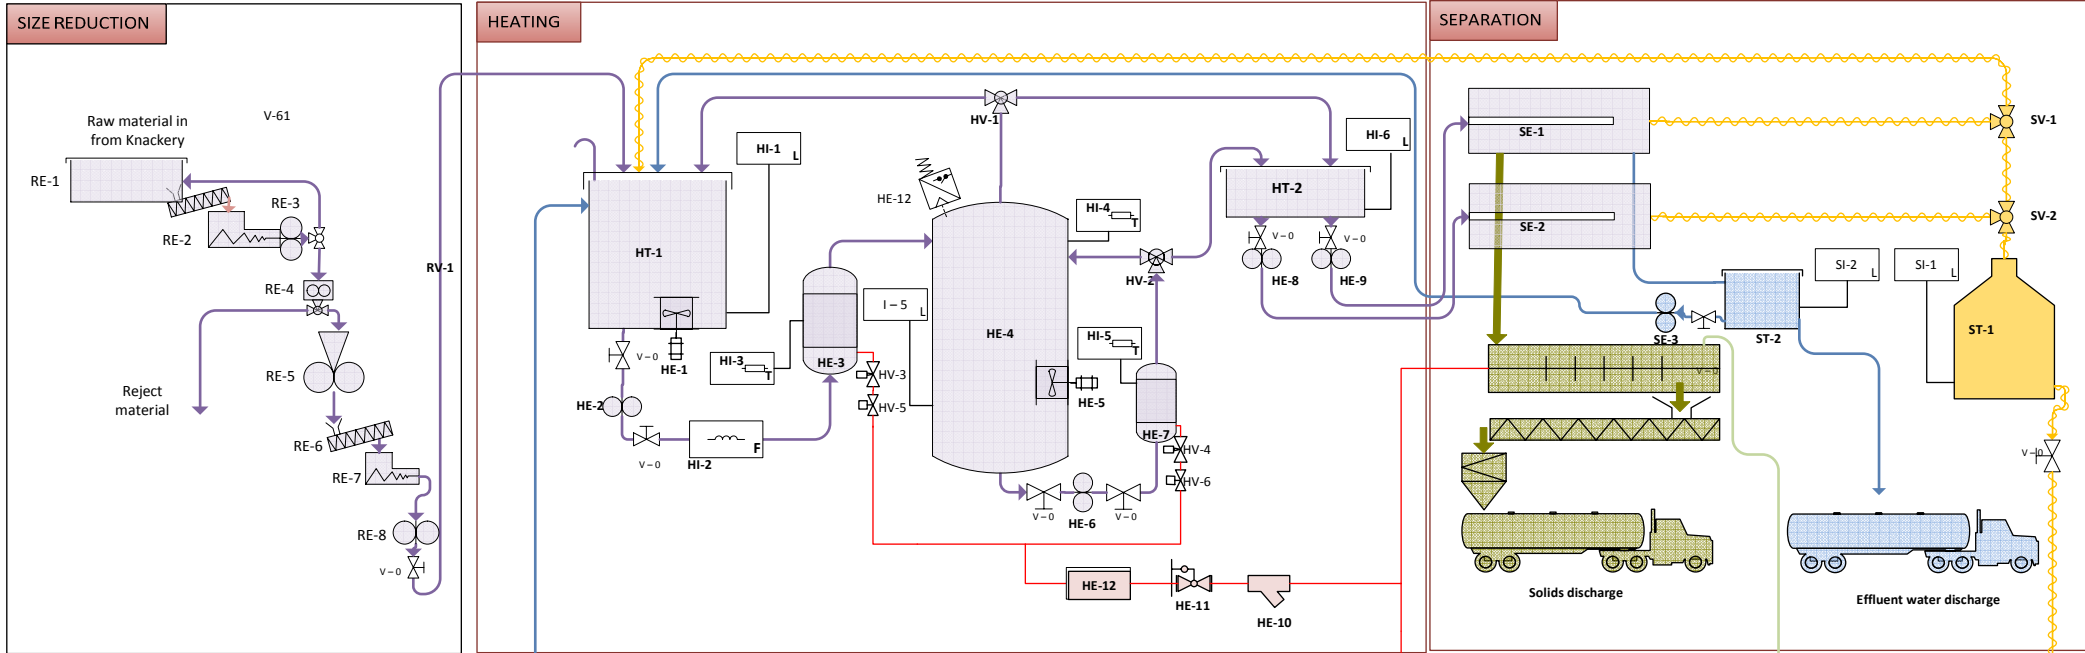 SIZE REDUCTION
HEATING
SEPARATION
Raw material in
from Knackery
V-61
RE-1
RE-2
RE-3
RE-4
RE-5
Reject
material
RE-6
RE-7
RE-8
V-0
RV-1
HI-1
L
HT-1
V-0
HE-1
HE-2
V-0
HI-2
F
HI-3
T
HE-3
HV-3
HV-5
I-5
L
HE-12
HV-1
HE-4
HI-4
T
HV-2
HI-5
T
HE-5
HE-7
HV-4
HV-6
V-0
HE-6
V-0
HI-6
L
HT-2
V-0
V-0
HE-8
HE-9
HE-12
HE-11
HE-10
SE-1
SE-2
SV-1
SV-2
SI-2
L
SI-1
L
SE-3
ST-2
ST-1
V-0
V-0
Solids discharge
Effluent water discharge